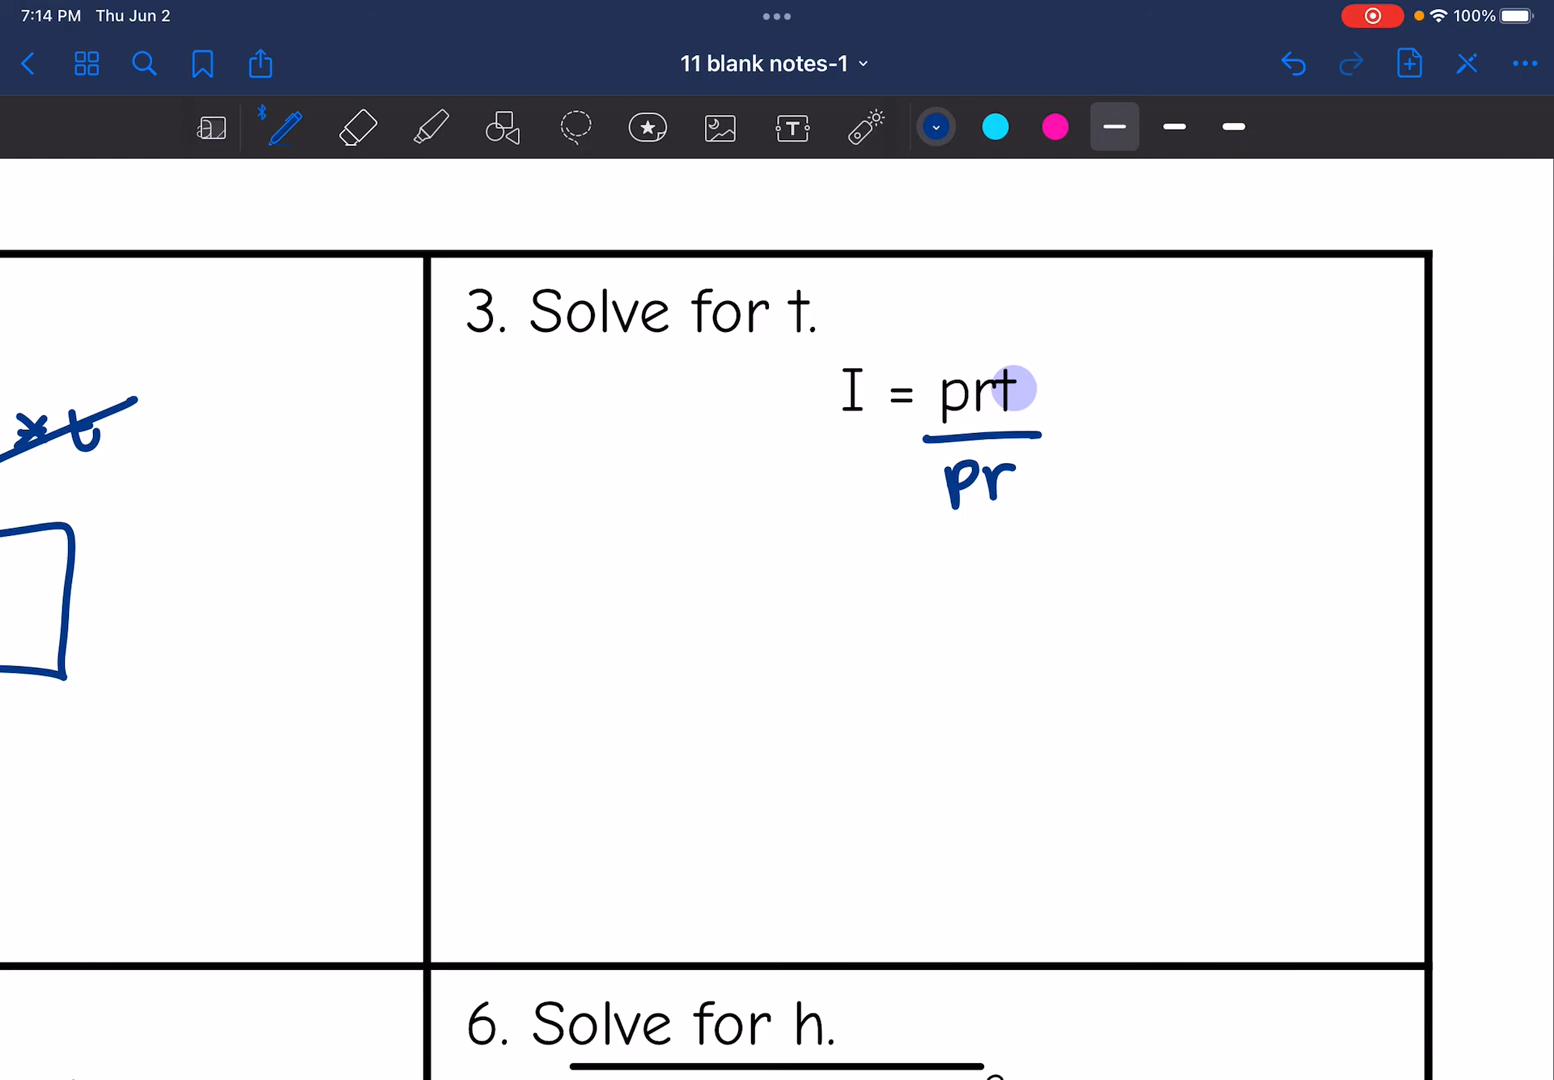 7:14 PM Thu Jun 2
100%
11 blank notes-1
T
3. Solve for t.
I = prt
pr
* t
6. Solve for h.